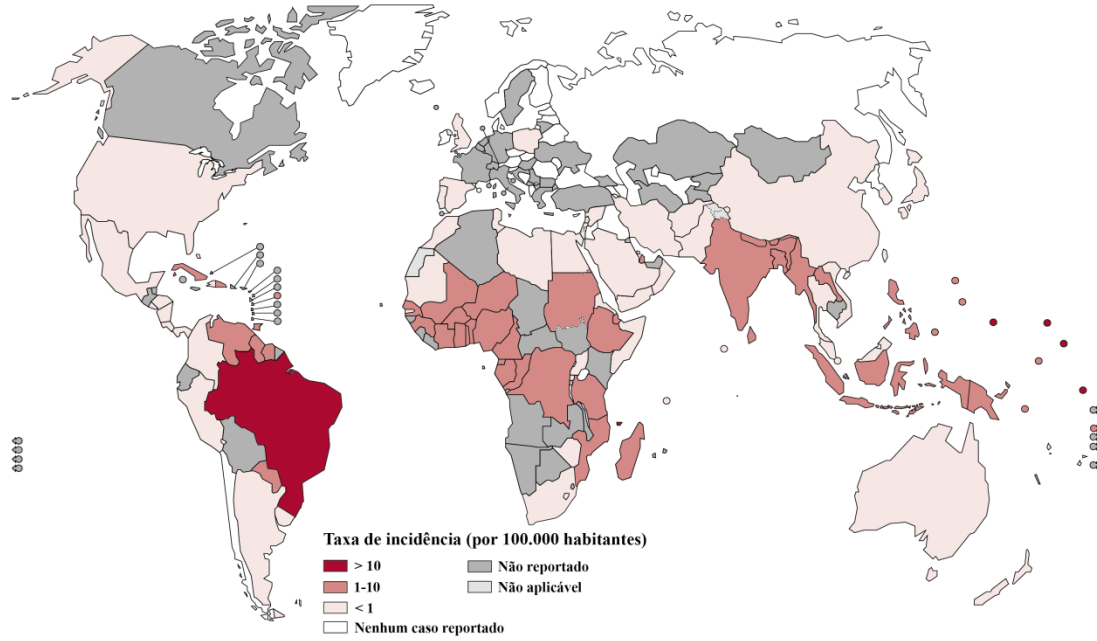 Taxa de incidência (por 100.000 habitantes)
> 10
1-10
< 1
Nenhum caso reportado
Não reportado
Não aplicável